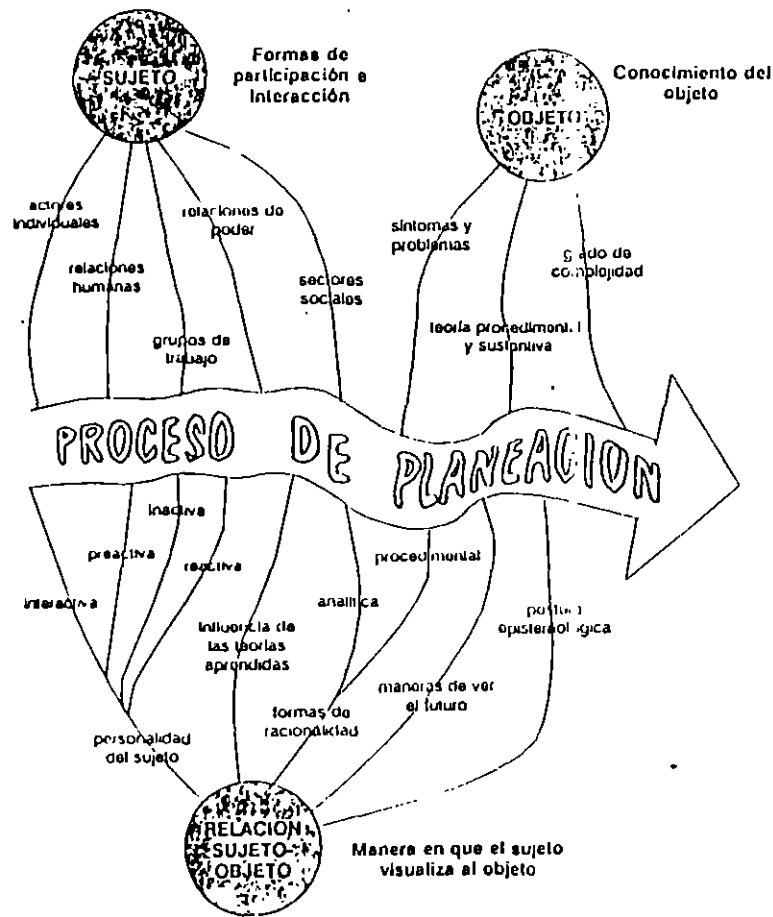 SUJETO
Formas de
participación e
Interacción
OBJETO
Conocimiento del
objeto
actores
individuales
relaciones
humanas
grupos de
trabajo
relaciones de
poder
sectores
sociales
síntomas y
problemas
teoría procedimental
y sustantiva
grado de
complejidad
PROCESO DE PLANEACION
interactiva
preactiva
inactiva
reactiva
personalidad
del sujeto
Influencia de
las teorías
aprendidas
analítica
procedimental
formas de
racionalidad
maneras de ver
el futuro
epistemológica
RELACION
SUJETO-
OBJETO
Manera en que el sujeto
visualiza al objeto